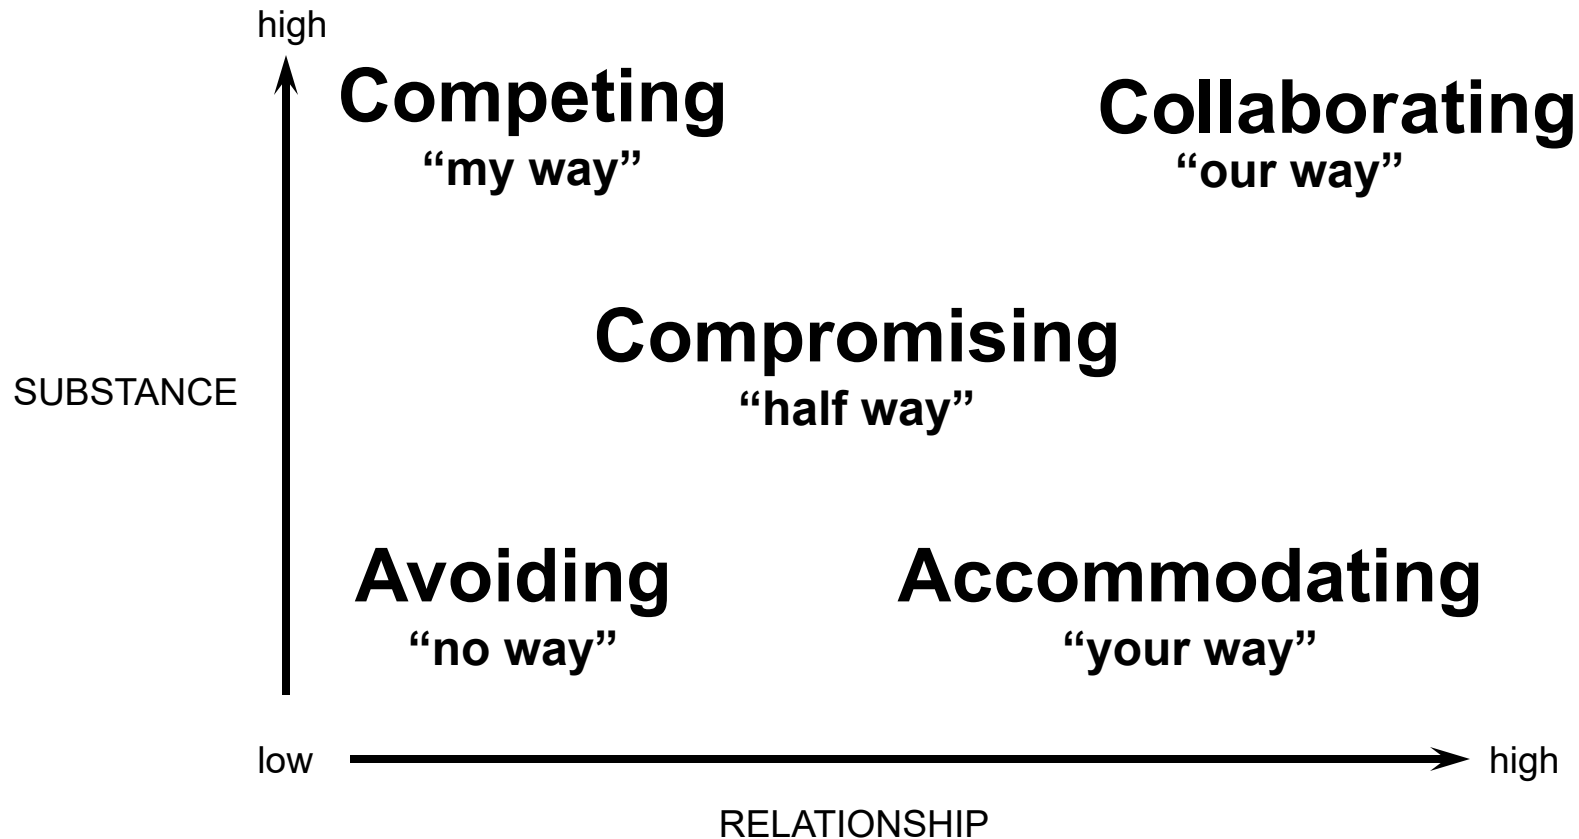 high
Competing
“my way”
Collaborating
“our way”
Compromising
“half way”
SUBSTANCE
Avoiding
“no way”
Accommodating
“your way”
low
high
RELATIONSHIP